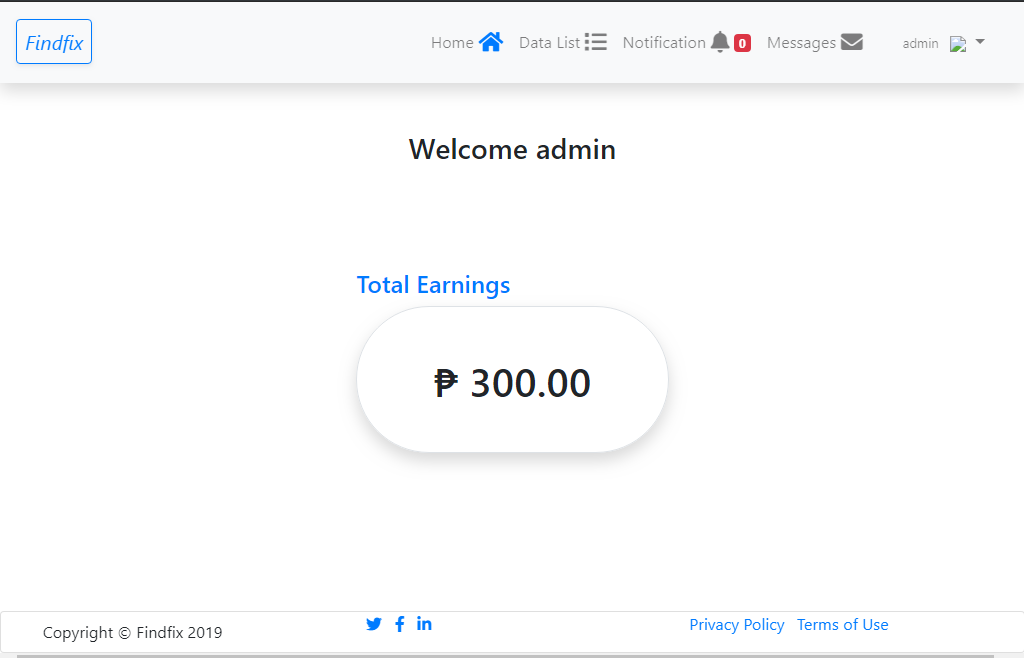 Findfix
Home Data List Notification 0 Messages admin
Welcome admin
Total Earnings
₱ 300.00
Copyright © Findfix 2019
Privacy Policy Terms of Use